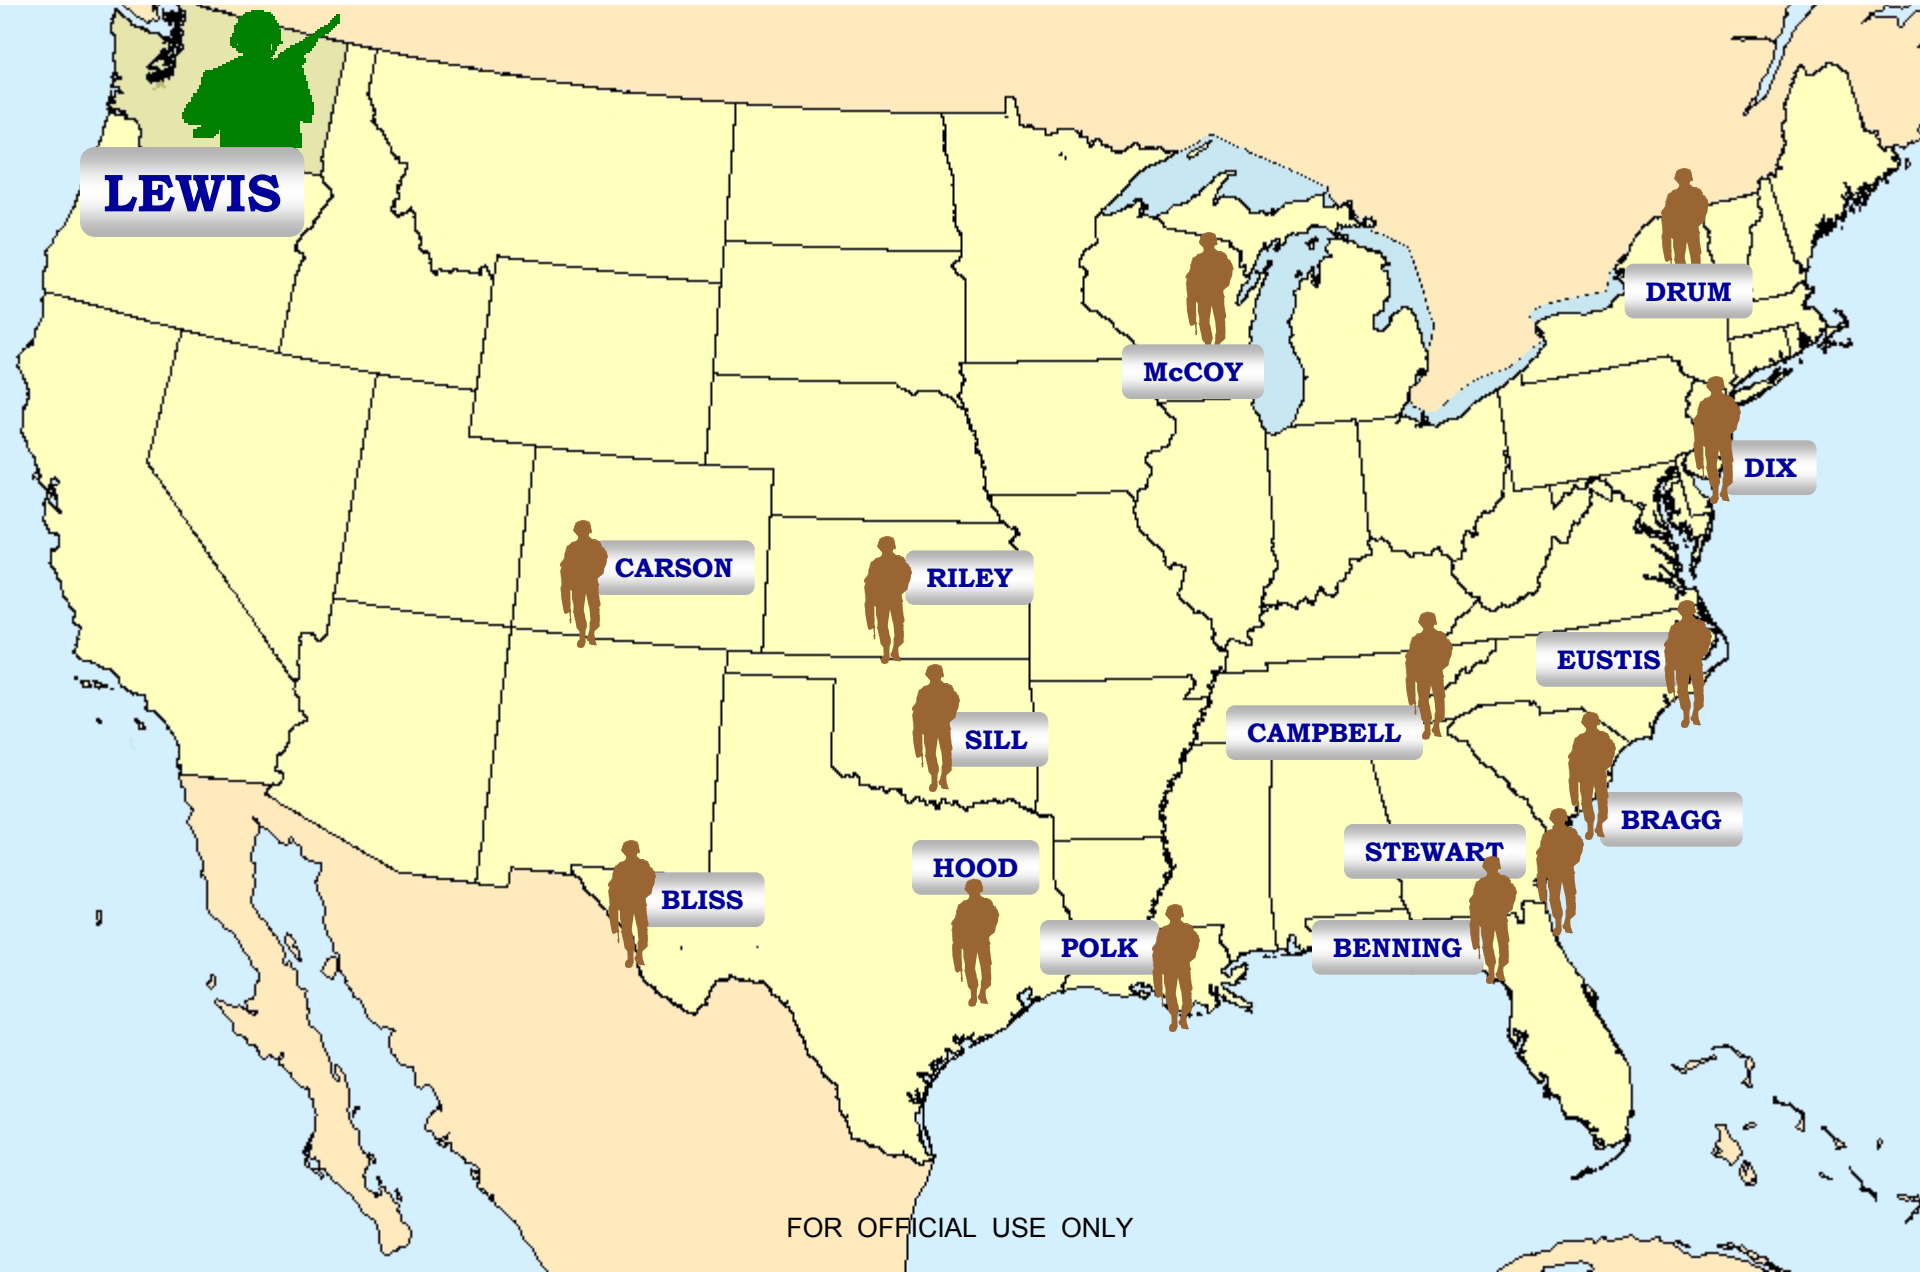 LEWIS
DRUM
McCOY
DIX
CARSON
RILEY
EUSTIS
SILL
CAMPBELL
BRAGG
STEWART
HOOD
BLISS
POLK
BENNING
FOR OFFICIAL USE ONLY